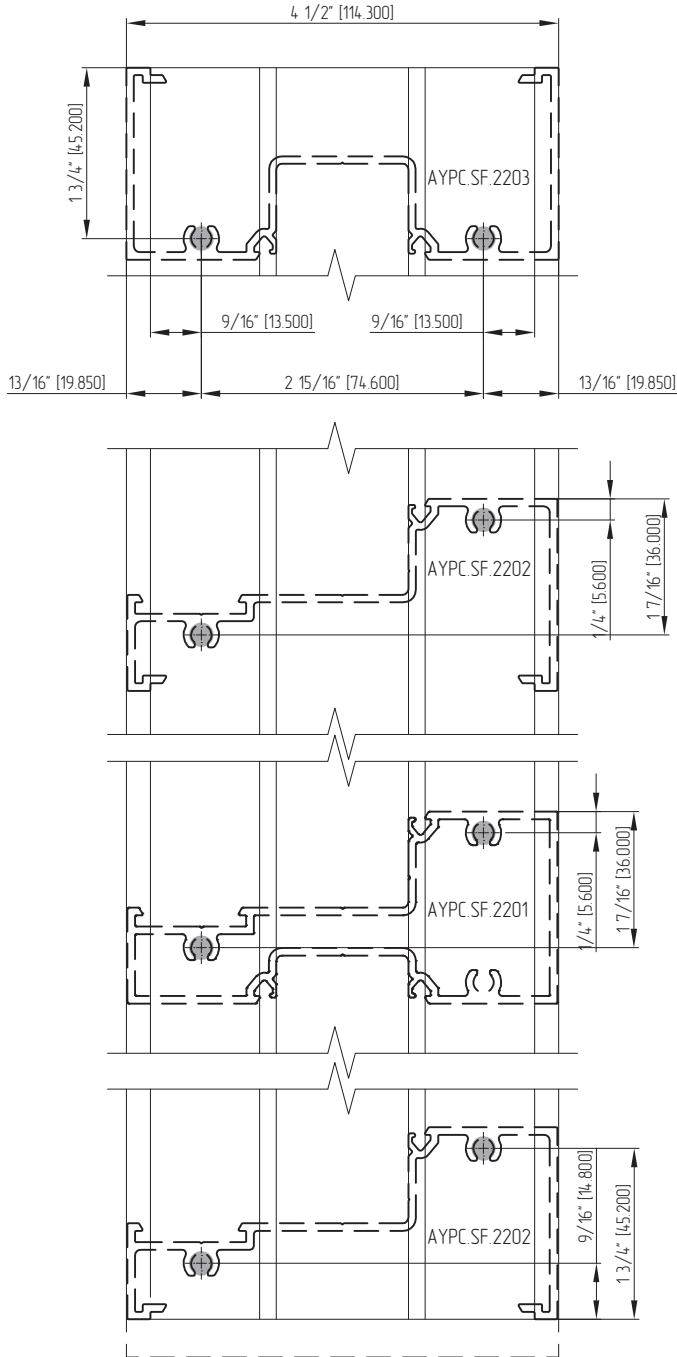 4 1/2" [114.300]
1 3/4" [45.200]
AYPC.SF.2203
9/16" [13.500]
9/16" [13.500]
13/16" [19.850]
2 15/16" [74.600]
13/16" [19.850]
AYPC.SF.2202
1/4" [5.600]
1 7/16" [36.000]
AYPC.SF.2201
1/4" [5.600]
1 7/16" [36.000]
AYPC.SF.2202
9/16" [14.800]
1 3/4" [45.200]